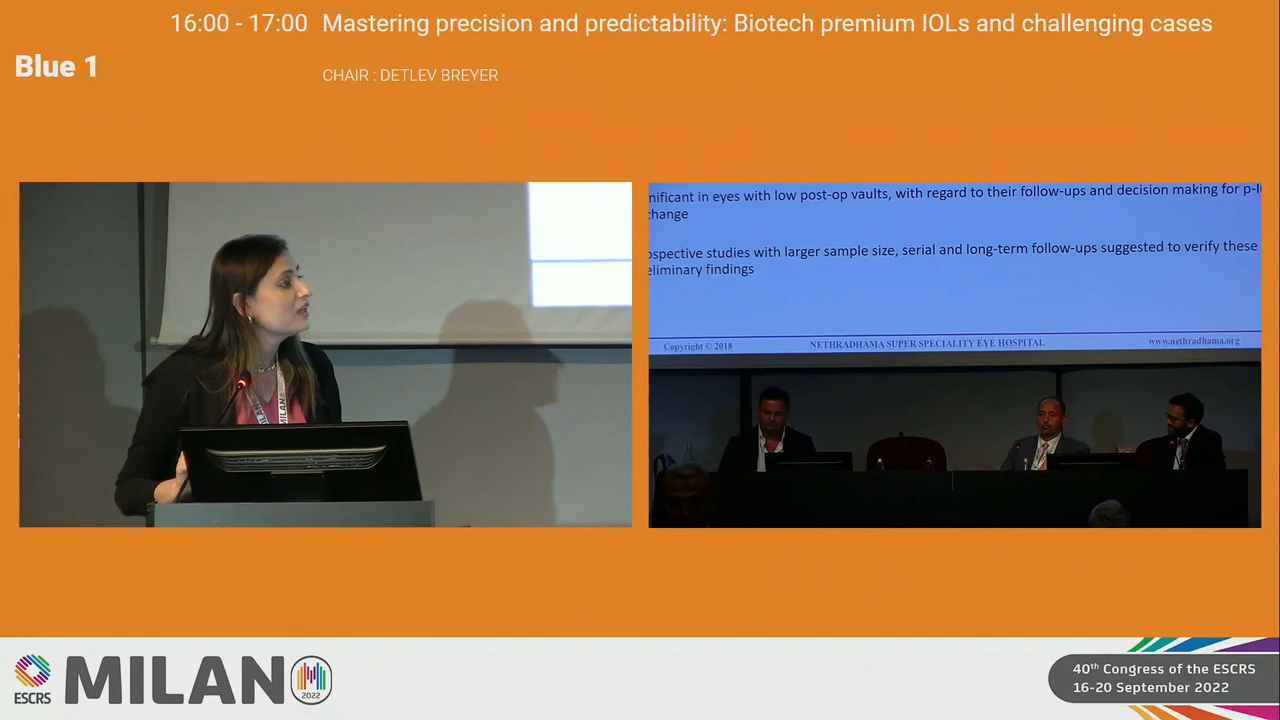 16:00 - 17:00 Mastering precision and predictability: Biotech premium IOLs and challenging cases
Blue 1
CHAIR : DETLEV BREYER
nificant in eyes with low post-op vaults, with regard to their follow-ups and decision making for
change
ospective studies with larger sample size, serial and long-term follow-ups suggested to verify these
eliminary findings
Copyright © 2018 NETHRADHAMA SUPER SPECIALITY EYE HOSPITAL www.nethradhama.org
MILAN
ESCRS
MILAN
2022
40th Congress of the ESCRS
16-20 September 2022